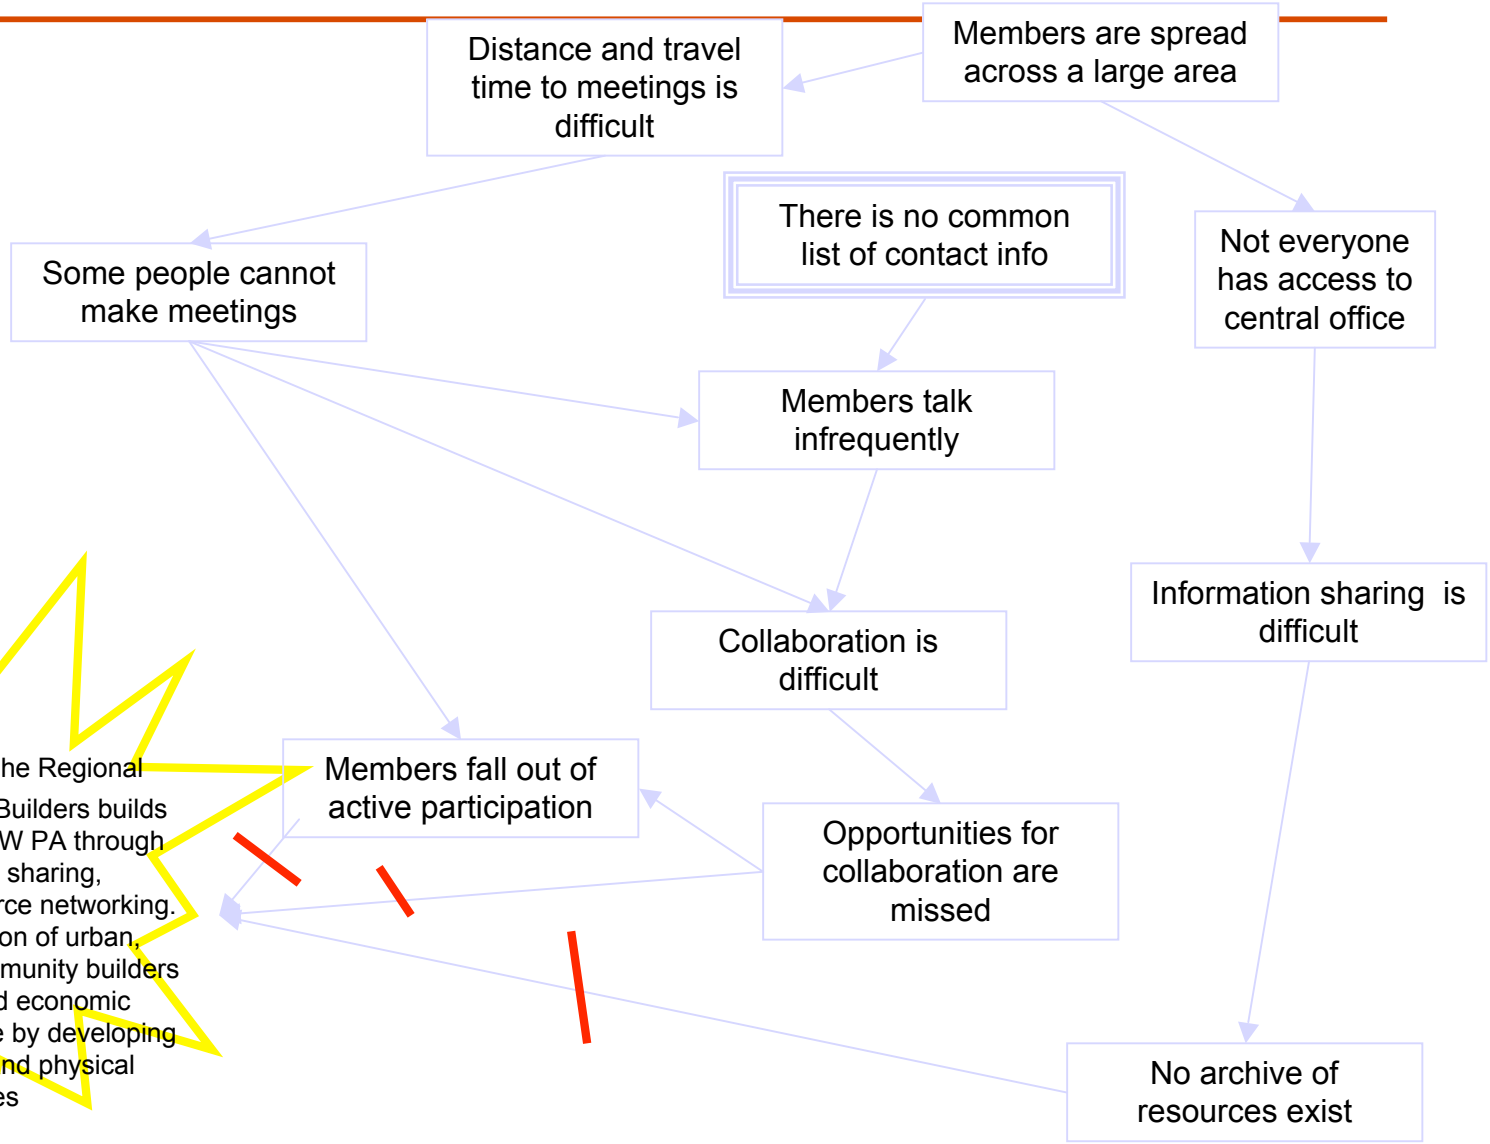 Members are spread
across a large area
Distance and travel
time to meetings is
difficult
There is no common
list of contact info
Not everyone
has access to
central office
Some people cannot
make meetings
Members talk
infrequently
Information sharing  is
difficult
Collaboration is
difficult
Members fall out of
active participation
Opportunities for
collaboration are
missed
he Regional
Builders builds
W PA through
sharing,
rce networking.
on of urban,
munity builders
d economic
e by developing
nd physical
es
No archive of
resources exist